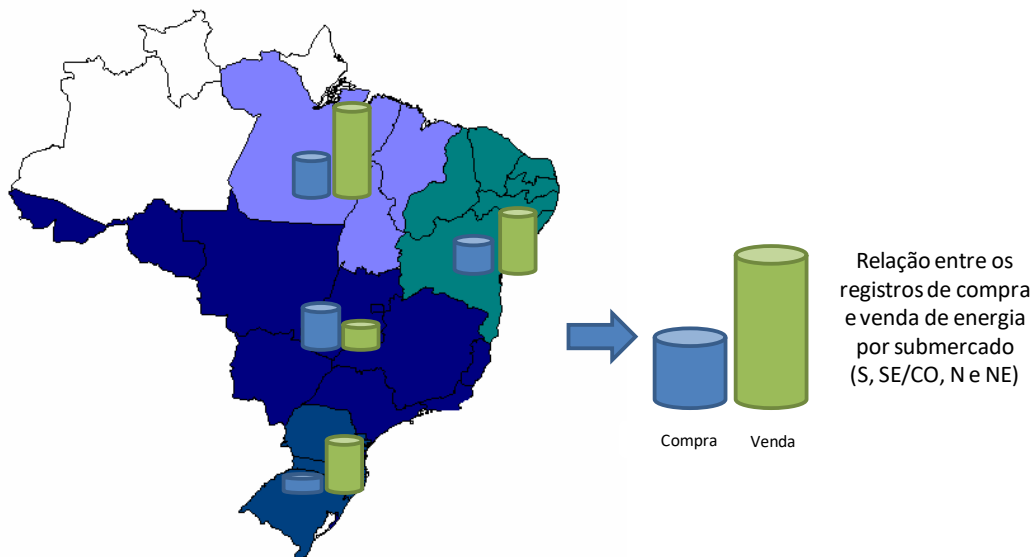 Relação entre os
registros de compra
e venda de energia
por submercado
(S, SE/CO, N e NE)
Compra
Venda